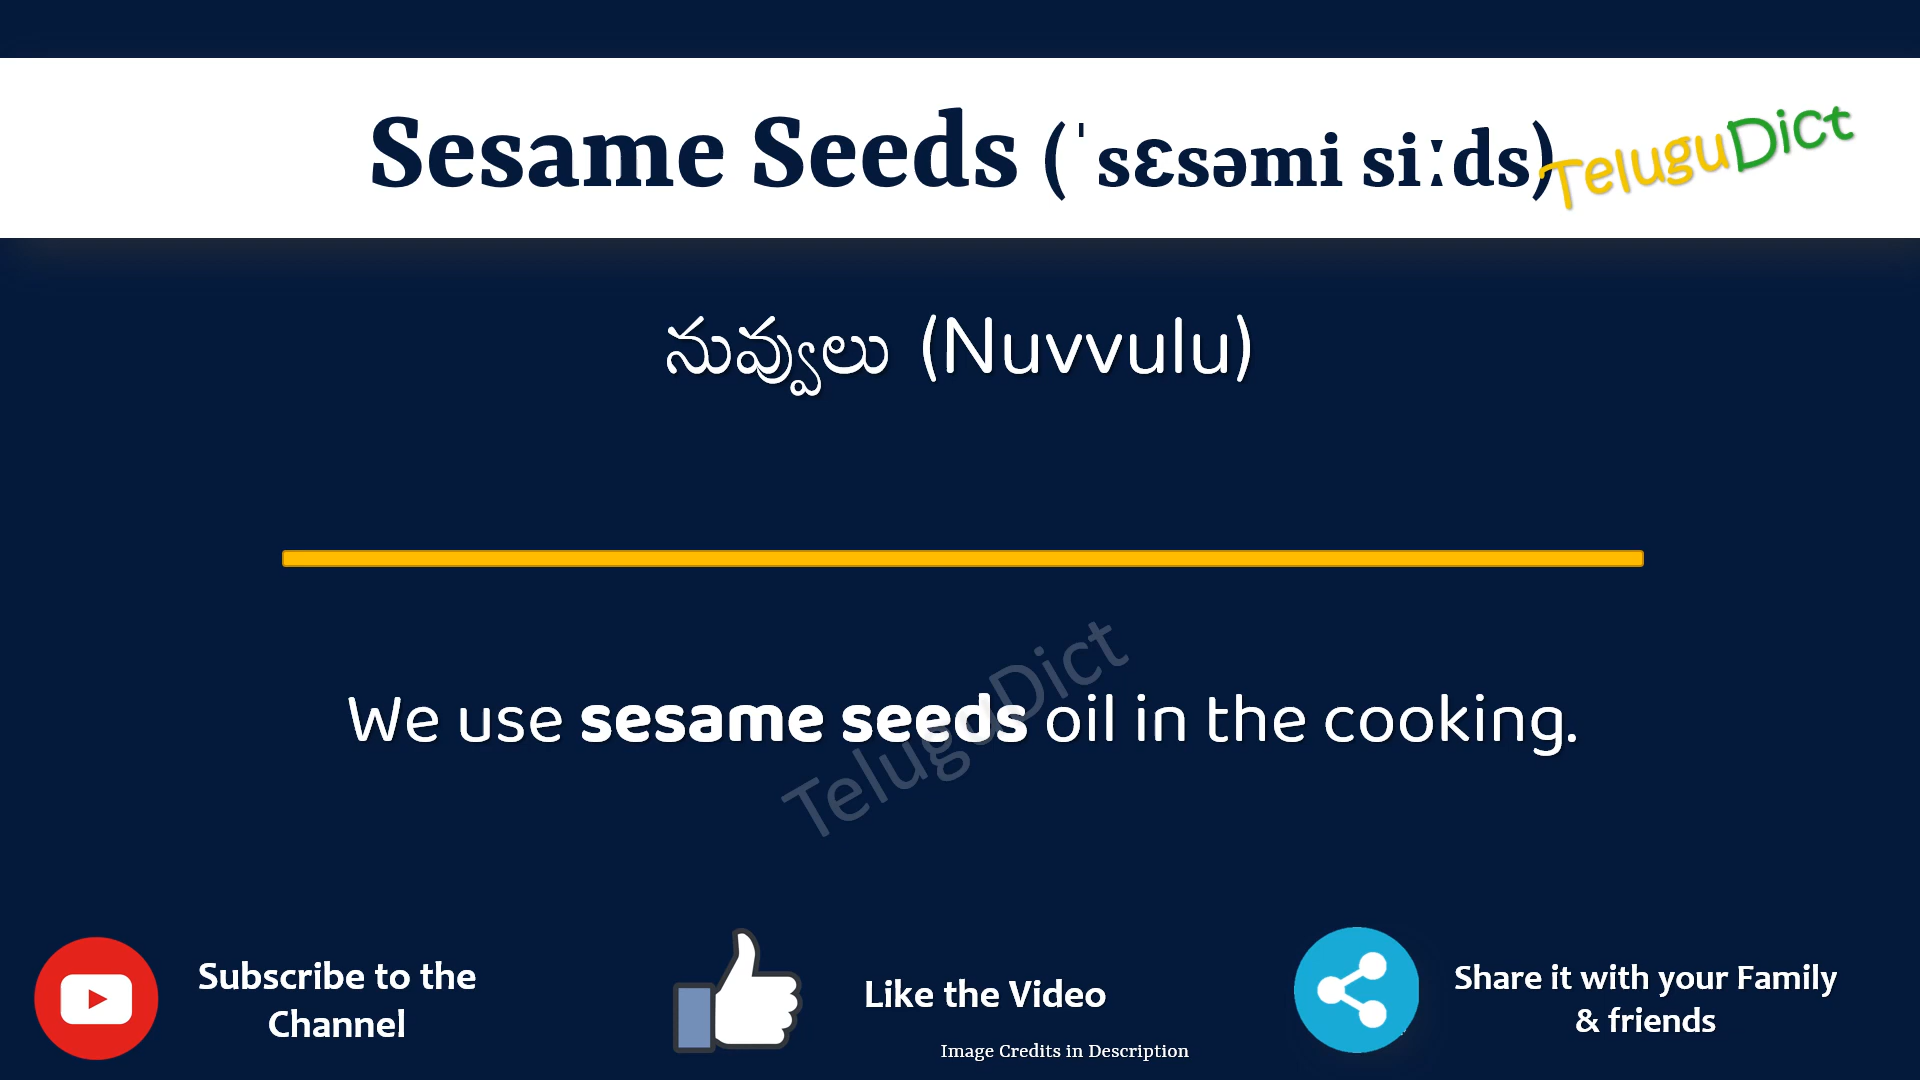 Sesame Seeds (ˈsɛsəmi siːds)
TeluguDict
నువ్వులు (Nuvvulu)
We use sesame seeds oil in the cooking.
TeluguDict
Subscribe to the
Channel
Like the Video
Share it with your Family
& friends
Image Credits in Description